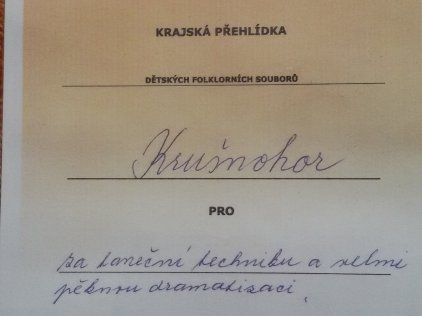 KRAJSKÁ PŘEHLÍDKA
DĚTSKÝCH FOLKLORNÍCH SOUBORŮ
Krušnohor
PRO
za taneční techniku a velmi
pěknou dramatizaci.